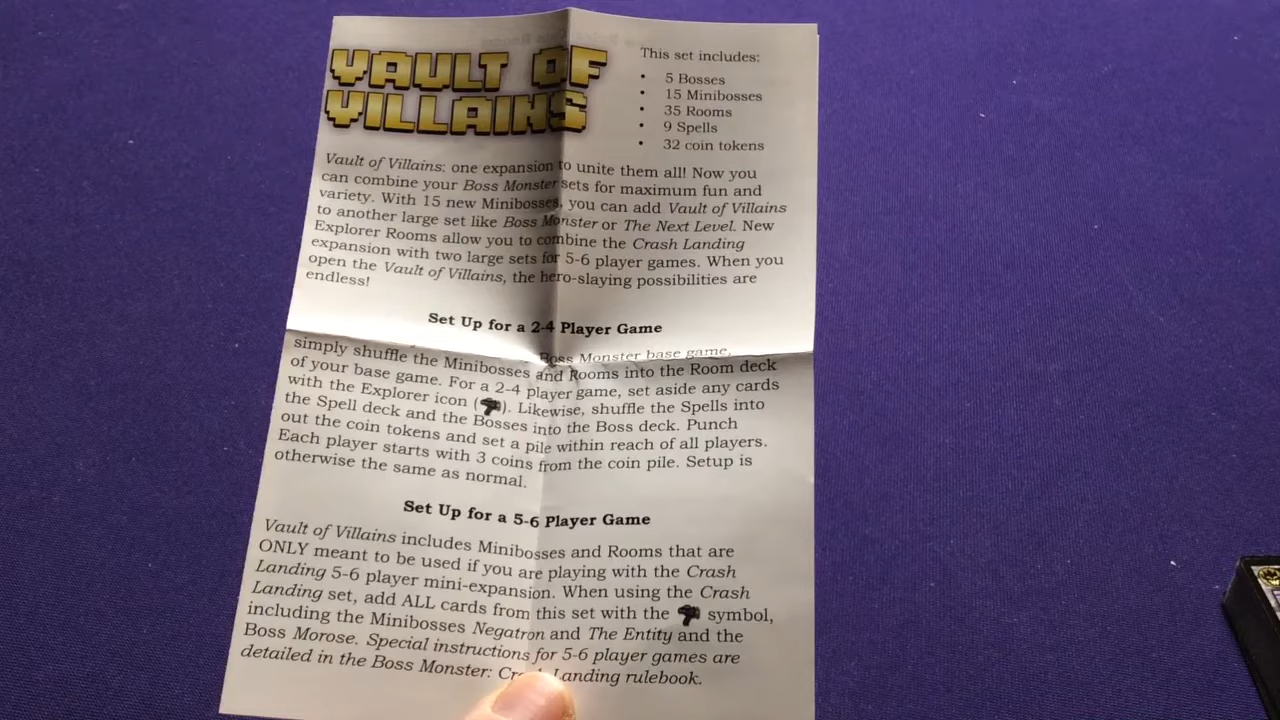 VAULT OF
VILLAINS
This set includes:
• 5 Bosses
• 15 Minibosses
• 35 Rooms
• 9 Spells
• 32 coin tokens
Vault of Villains: one expansion to unite them all! Now you
can combine your Boss Monster sets for maximum fun and
variety. With 15 new Minibosses, you can add Vault of Villains
to another large set like Boss Monster or The Next Level. New
Explorer Rooms allow you to combine the Crash Landing
expansion with two large sets for 5-6 player games. When you
open the Vault of Villains, the hero-slaying possibilities are
endless!
Set Up for a 2-4 Player Game
Boss Monster base game,
simply shuffle the Minibosses and Rooms into the Room deck
of your base game. For a 2-4 player game, set aside any cards
with the Explorer icon ( ). Likewise, shuffle the Spells into
the Spell deck and the Bosses into the Boss deck. Punch
out the coin tokens and set a pile within reach of all players.
Each player starts with 3 coins from the coin pile. Setup is
otherwise the same as normal.
Set Up for a 5-6 Player Game
Vault of Villains includes Minibosses and Rooms that are
ONLY meant to be used if you are playing with the Crash
Landing 5-6 player mini-expansion. When using the Crash
Landing set, add ALL cards from this set with the symbol,
including the Minibosses Negatron and The Entity and the
Boss Morose. Special instructions for 5-6 player games are
detailed in the Boss Monster: Landing rulebook.